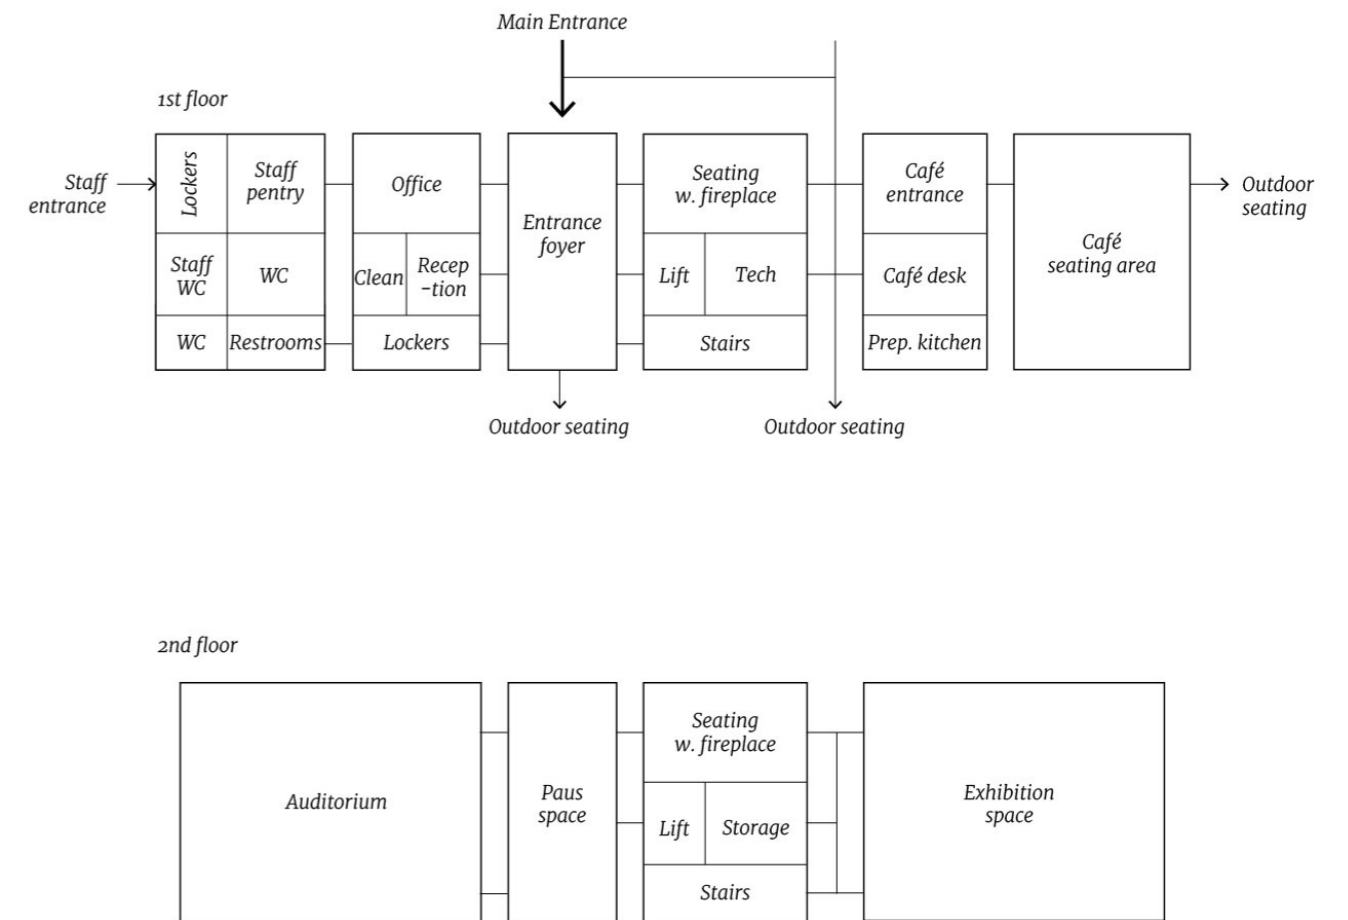 Main Entrance
1st floor
Staff
entrance
Lockers
Staff
pentry
Office
Entrance
foyer
Seating
w. fireplace
Café
entrance
Café
seating area
Outdoor
seating
Staff
WC
WC
Clean
Recep
-tion
Lift
Tech
Café desk
WC
Restrooms
Lockers
Stairs
Prep. kitchen
Outdoor seating
Outdoor seating
2nd floor
Auditorium
Paus
space
Seating
w. fireplace
Lift
Storage
Stairs
Exhibition
space